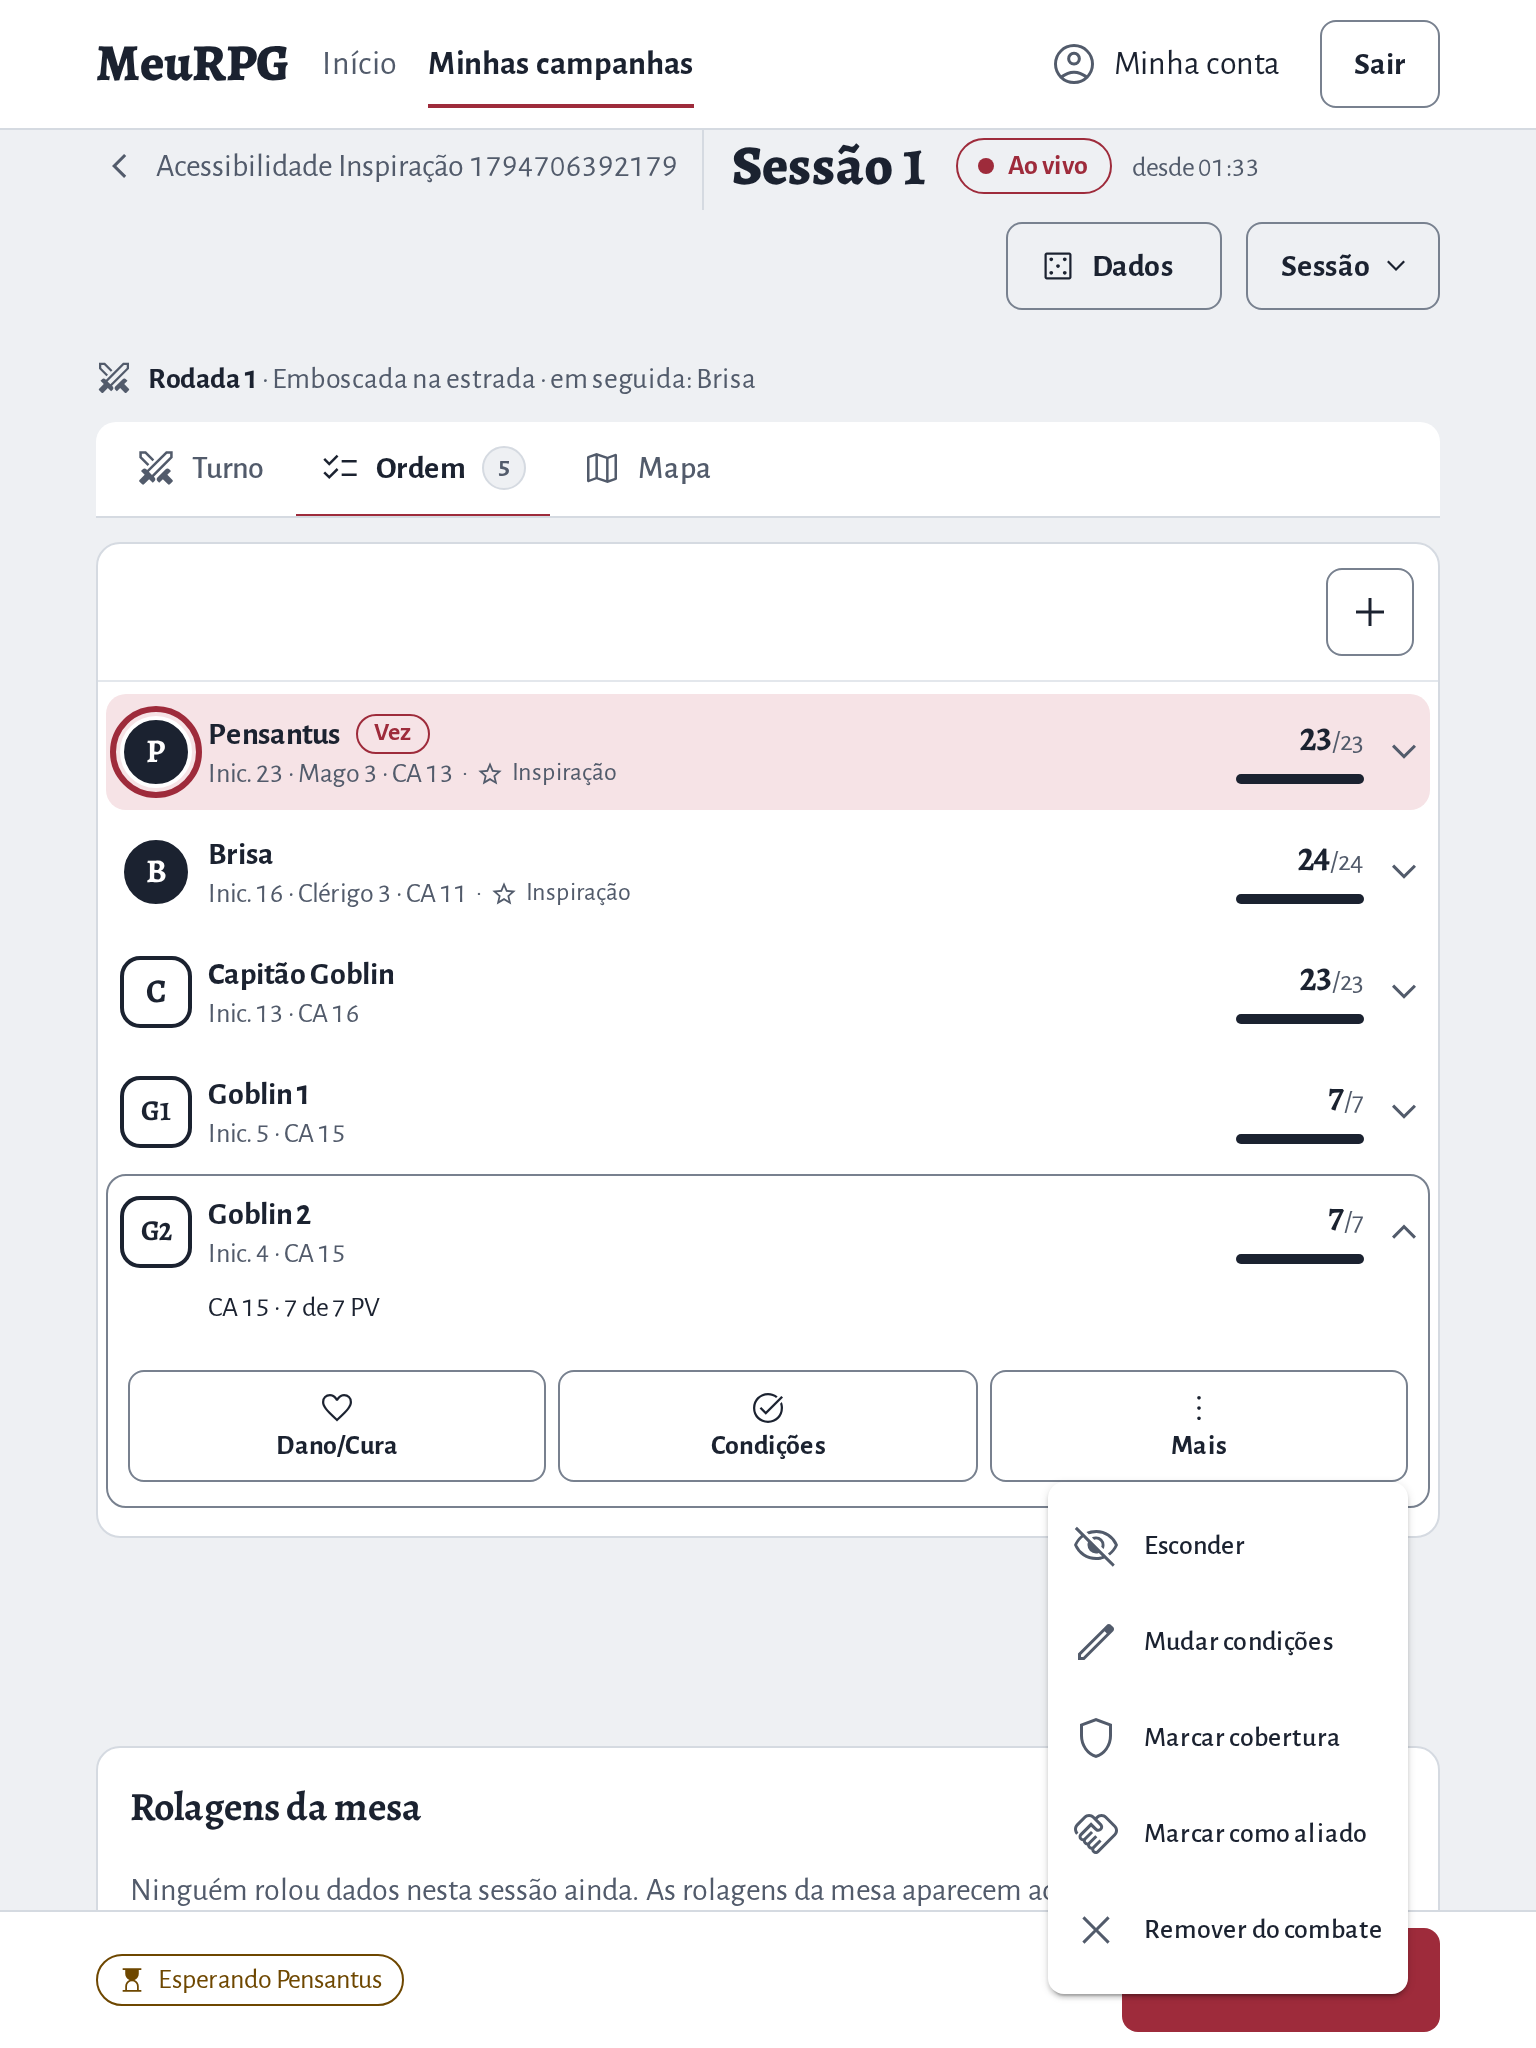 MeuRPG Início Minhas campanhas Minha conta Sair
Acessibilidade Inspiração 1794706392179 Sessão 1 Ao vivo desde 01:33
Dados Sessão
Rodada 1 · Emboscada na estrada · em seguida: Brisa
Turno Ordem 5 Mapa
P Pensantus Vez 23/23
Inic. 23 · Mago 3 · CA 13 · Inspiração
B Brisa 24/24
Inic. 16 · Clérigo 3 · CA 11 · Inspiração
C Capitão Goblin 23/23
Inic. 13 · CA 16
G1 Goblin 1 7/7
Inic. 5 · CA 15
G2 Goblin 2 7/7
Inic. 4 · CA 15
CA 15 · 7 de 7 PV
Dano/Cura Condições Mais
Esconder
Mudar condições
Marcar cobertura
Marcar como aliado
Remover do combate
Rolagens da mesa
Ninguém rolou dados nesta sessão ainda. As rolagens da mesa aparecem
Esperando Pensantus